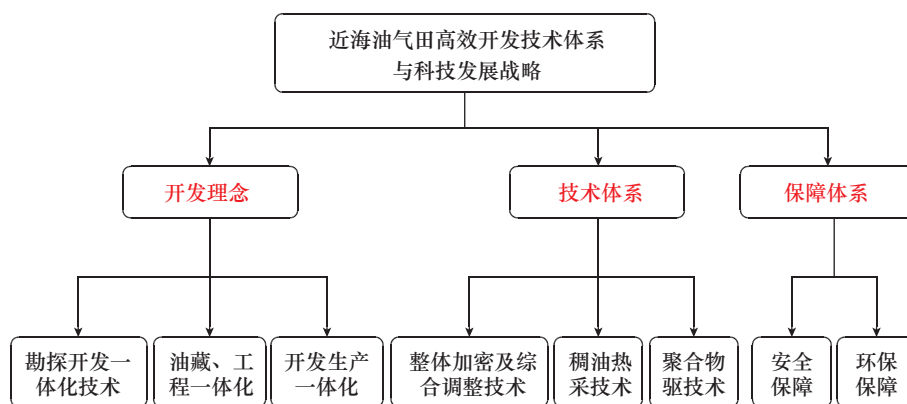 近海油气田高效开发技术体系
与科技发展战略
开发理念
技术体系
保障体系
勘探开发一
体化技术
油藏、工
程一体化
开发生产
一体化
整体加密及综
合调整技术
稠油热
采技术
聚合物
驱技术
安全
保障
环保
保障